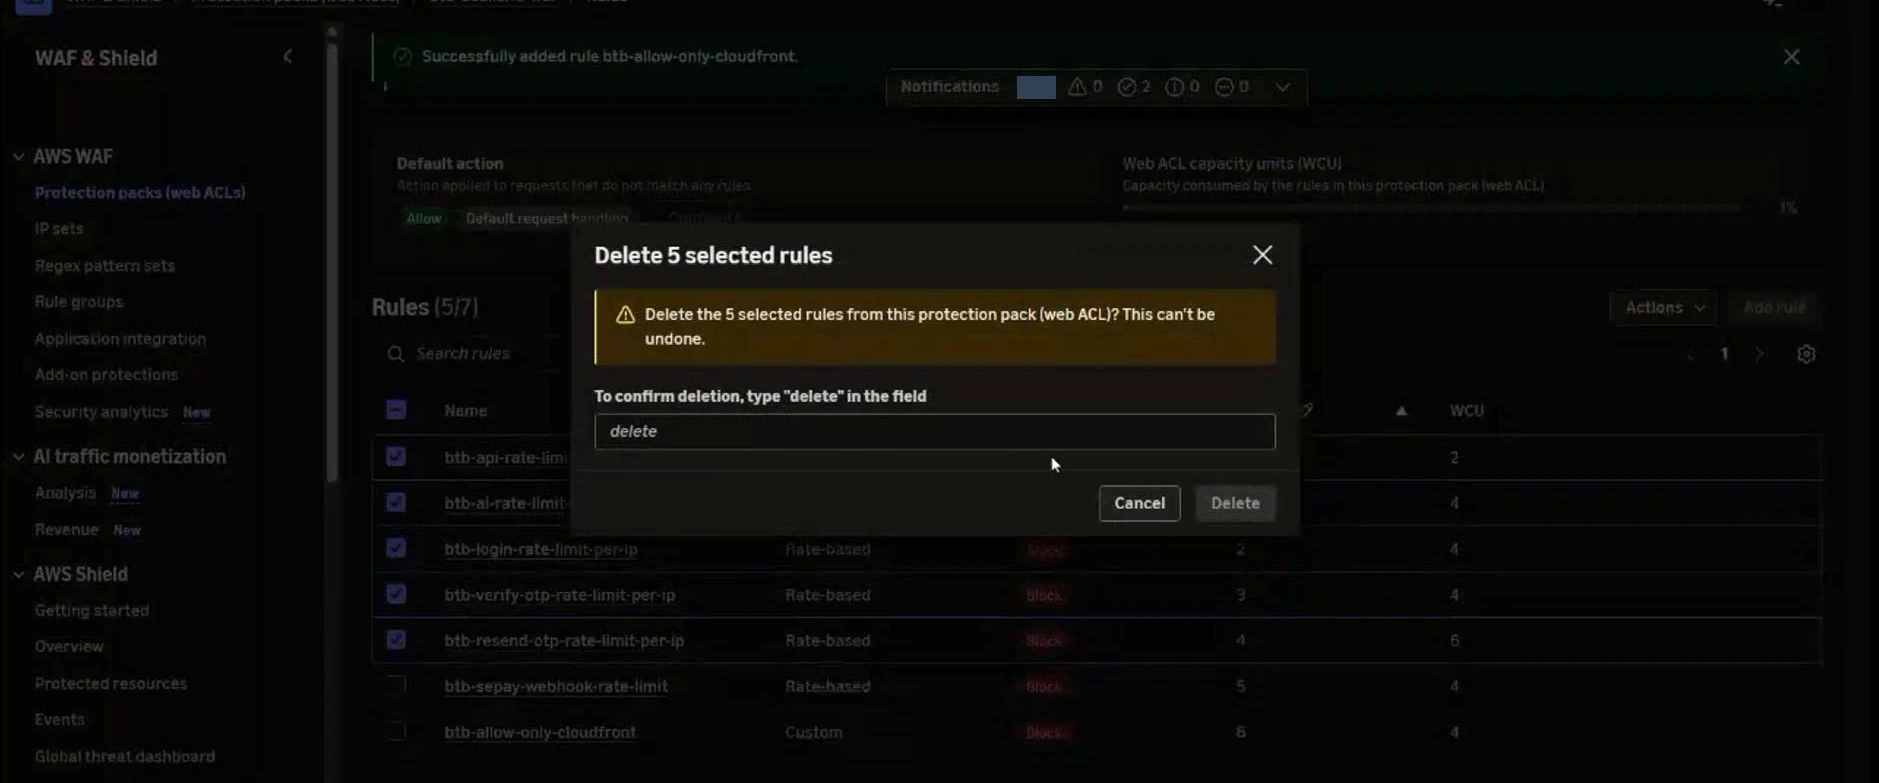 WAF & Shield
Successfully added rule btb-allow-only-cloudfront.
Notifications 0 2 0 0
AWS WAF
Protection packs (web ACLs)
IP sets
Regex pattern sets
Rule groups
Application integration
Add-on protections
Security analytics New
AI traffic monetization
Analysis New
Revenue New
AWS Shield
Getting started
Overview
Protected resources
Events
Global threat dashboard
Default action
Action applied to requests that do not match any rules
Allow Default request handling
Web ACL capacity units (WCU)
Capacity consumed by the rules in this protection pack (web ACL)
1%
Rules (5/7)
Actions
Add rule
Search rules
1
Name
WCU
btb-api-rate-limi
2
btb-ai-rate-limit-
4
btb-login-rate-limit-per-ip Rate-based Block 2 4
btb-verify-otp-rate-limit-per-ip Rate-based Block 3 4
btb-resend-otp-rate-limit-per-ip Rate-based Block 4 6
btb-sepay-webhook-rate-limit Rate-based Block 5 4
btb-allow-only-cloudfront Custom Block 6 4
Delete 5 selected rules
Delete the 5 selected rules from this protection pack (web ACL)? This can't be
undone.
To confirm deletion, type "delete" in the field
delete
Cancel
Delete